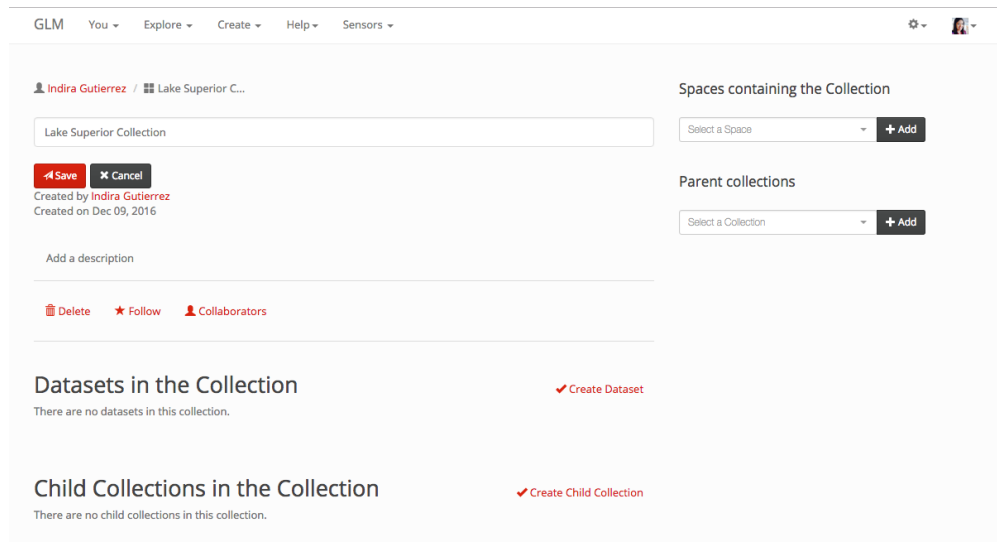 GLM You Explore Create Help Sensors
Indira Gutierrez / Lake Superior C...
Lake Superior Collection
Save Cancel
Created by Indira Gutierrez
Created on Dec 09, 2016
Add a description
Delete Follow Collaborators
Datasets in the Collection
Create Dataset
There are no datasets in this collection.
Child Collections in the Collection
Create Child Collection
There are no child collections in this collection.
Spaces containing the Collection
Select a Space
Add
Parent collections
Select a Collection
Add